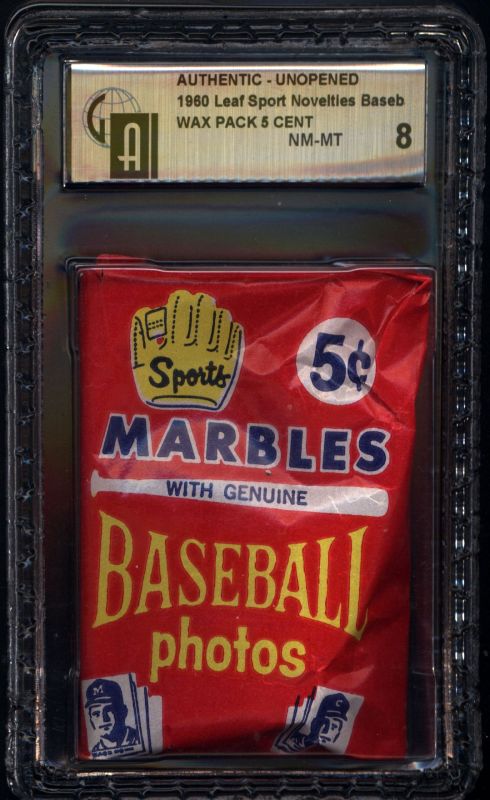 AUTHENTIC - UNOPENED
1960 Leaf Sport Novelties Baseb
WAX PACK 5 CENT
NM-MT 8
G A
Sports
5¢
MARBLES
WITH GENUINE
BASEBALL
photos
M
C